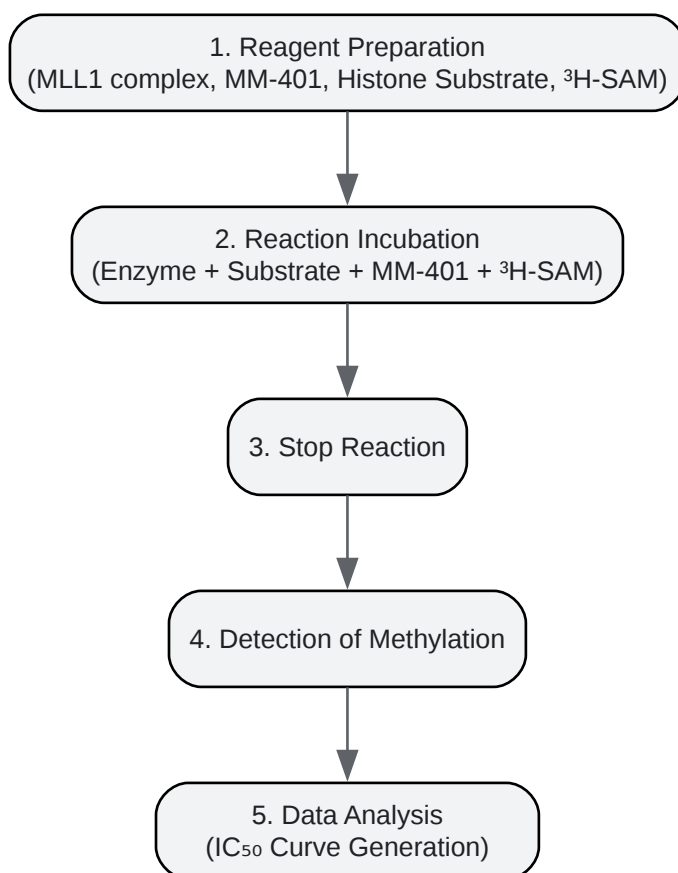 1. Reagent Preparation
(MLL1 complex, MM-401, Histone Substrate, ³H-SAM)
2. Reaction Incubation
(Enzyme + Substrate + MM-401 + ³H-SAM)
3. Stop Reaction
4. Detection of Methylation
5. Data Analysis
(IC₅₀ Curve Generation)